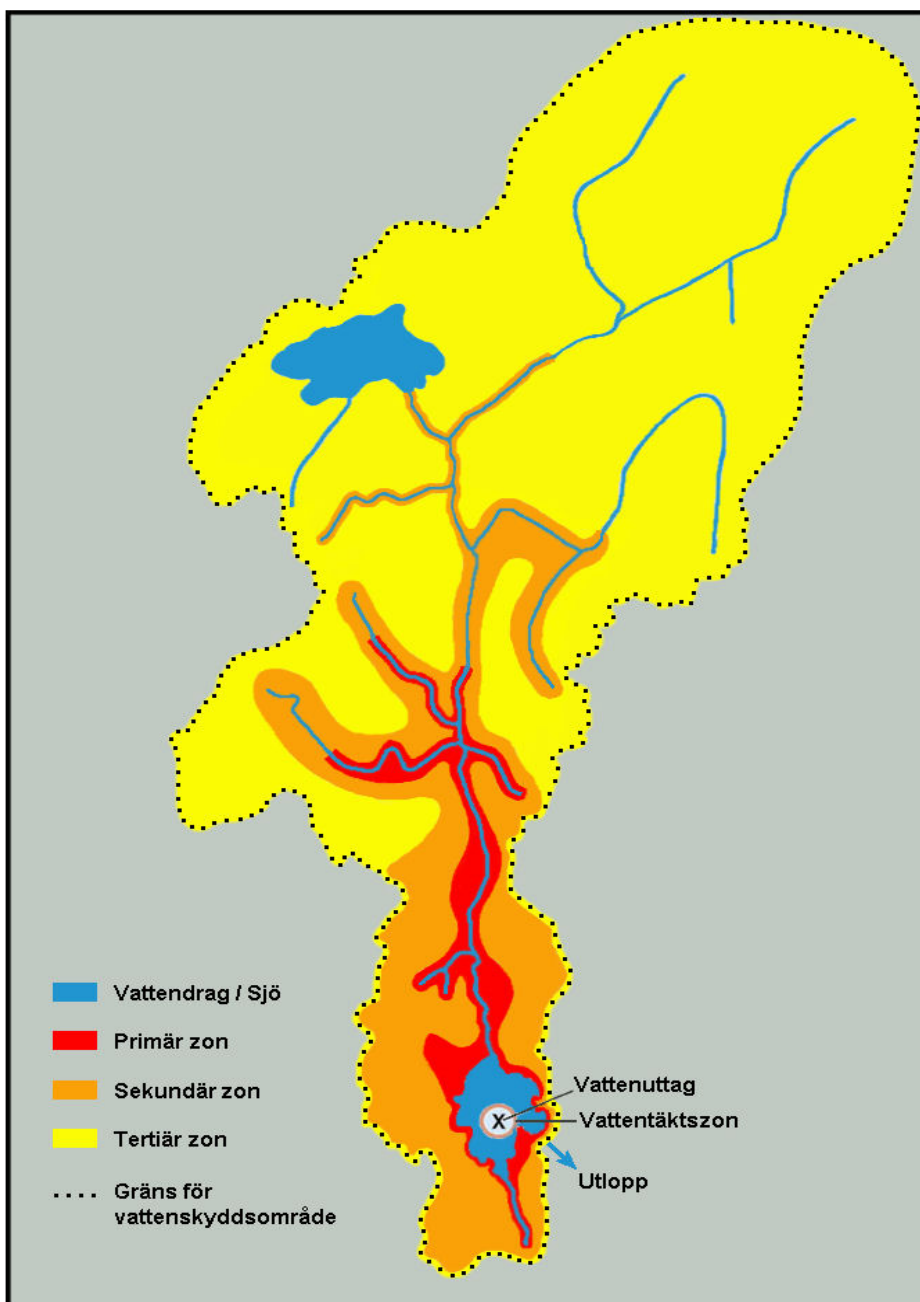 Vattendrag / Sjö
Primär zon
Sekundär zon
Tertiär zon
Gräns för
vattenskyddsområde
Vattenuttag
X
Vattentäktszon
Utlopp